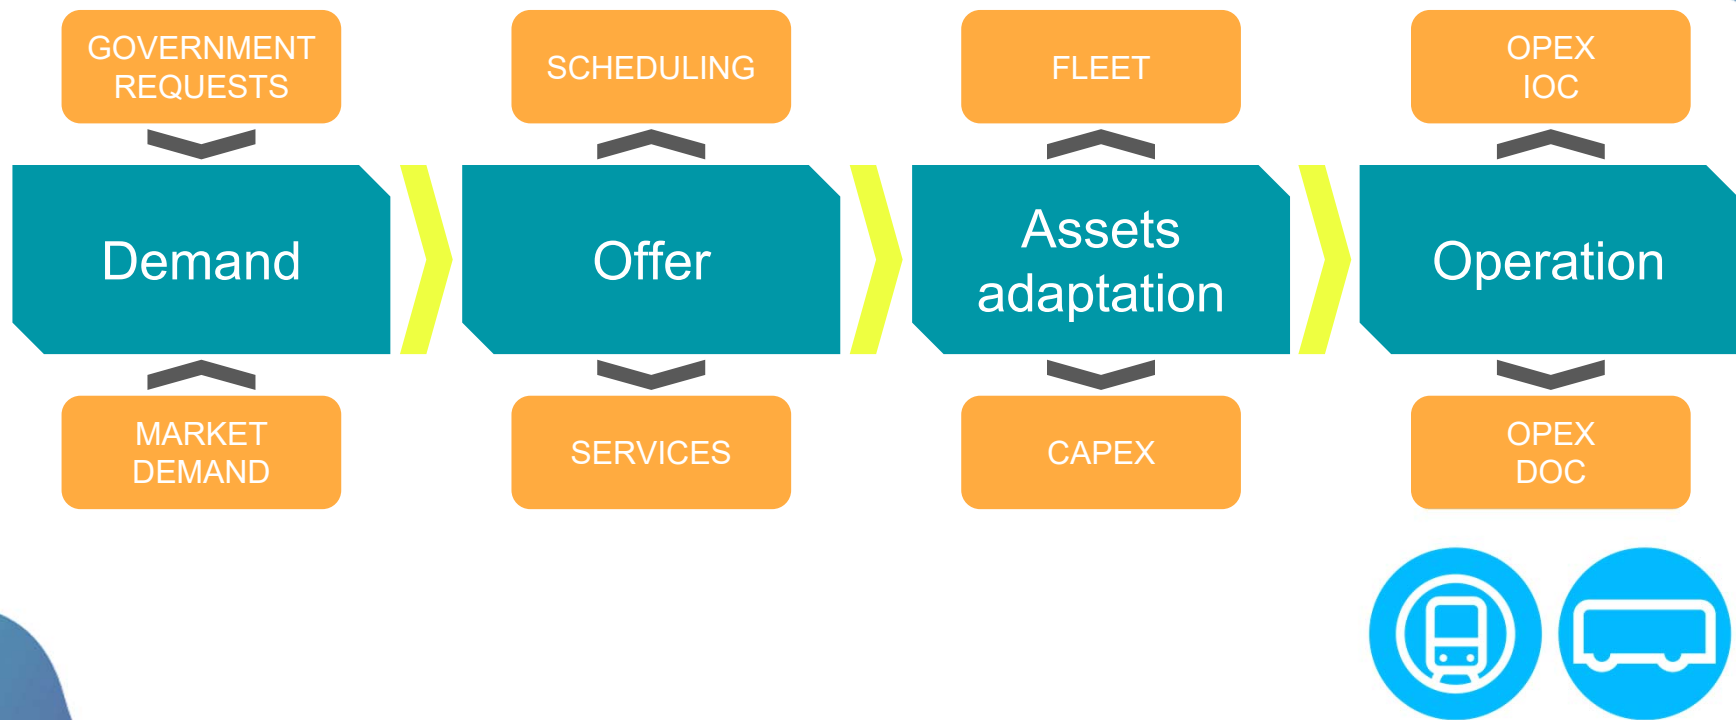 GOVERNMENT
REQUESTS
SCHEDULING
FLEET
OPEX
IOC
Demand
Offer
Assets
adaptation
Operation
MARKET
DEMAND
SERVICES
CAPEX
OPEX
DOC